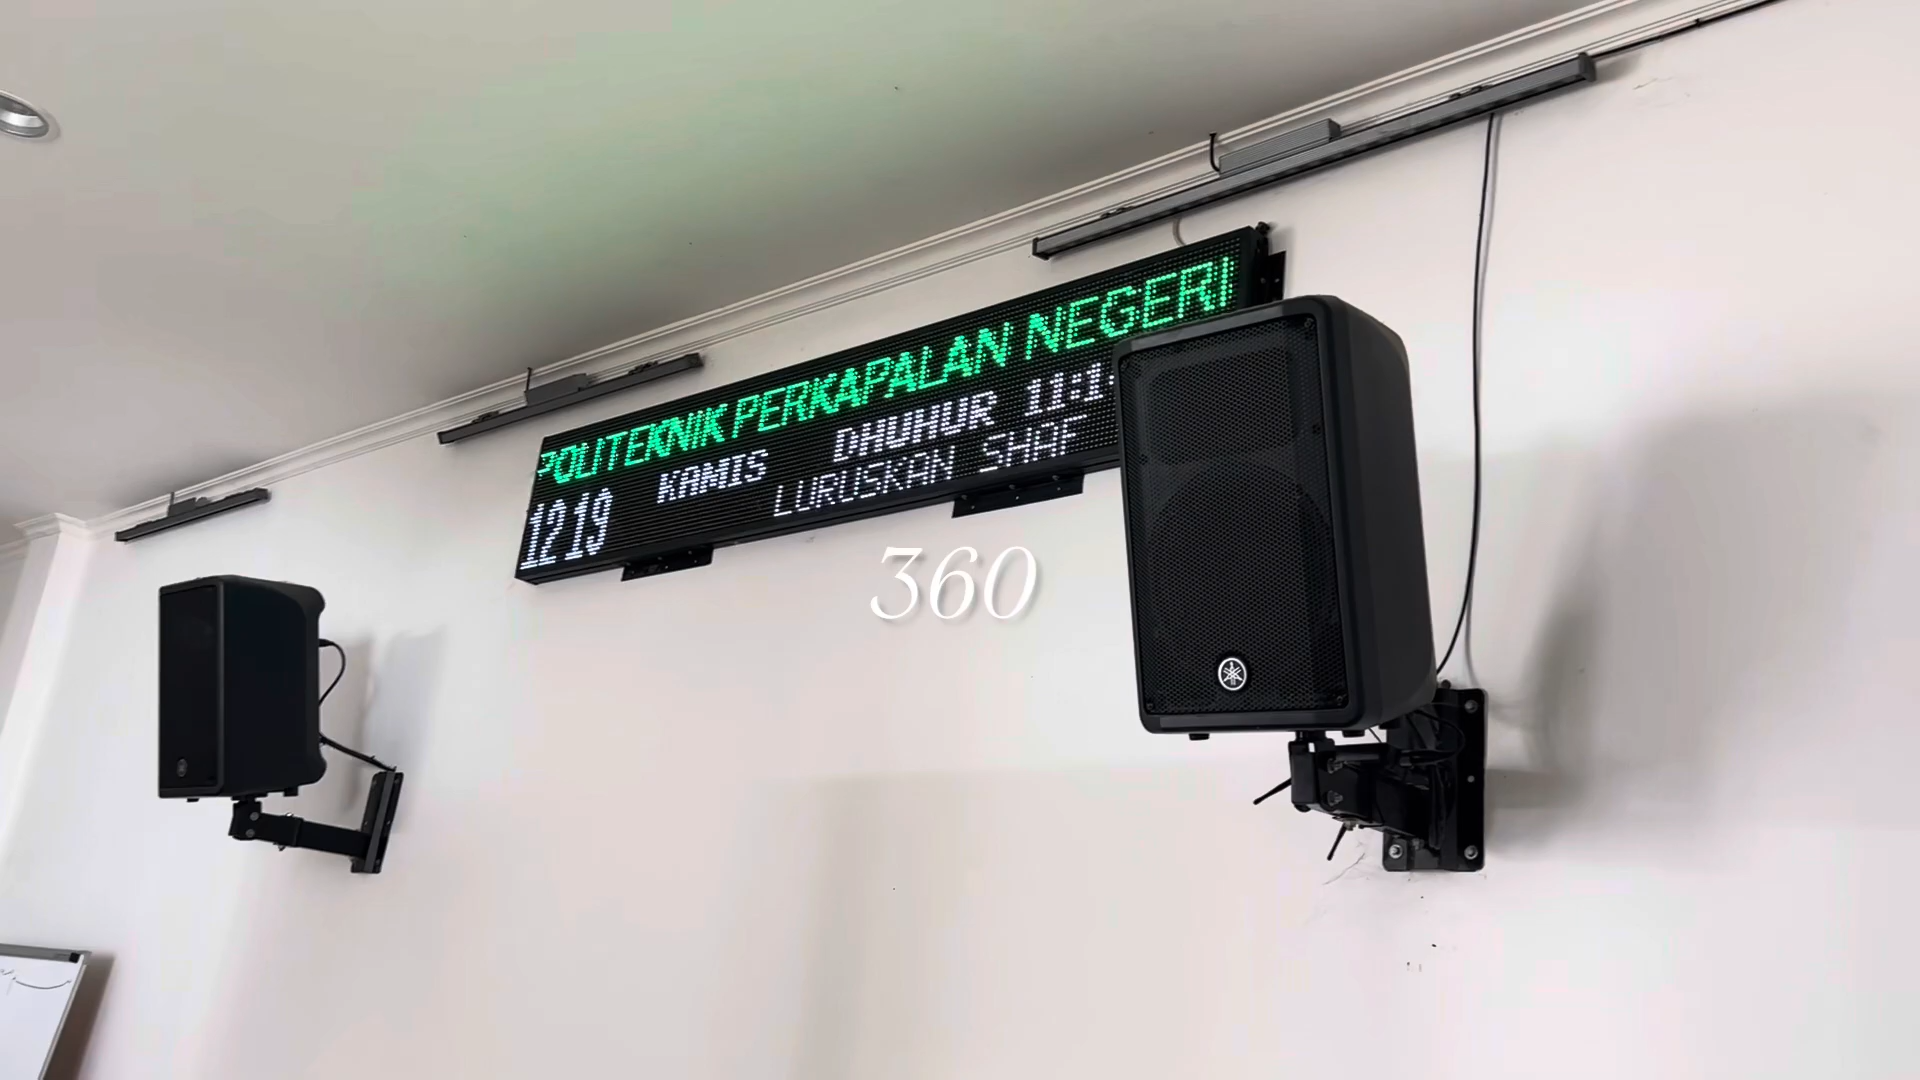 POLITEKNIK PERKAPALAN NEGERI
KAMIS DHUHUR
LURUSKAN SHAF
12 19
360